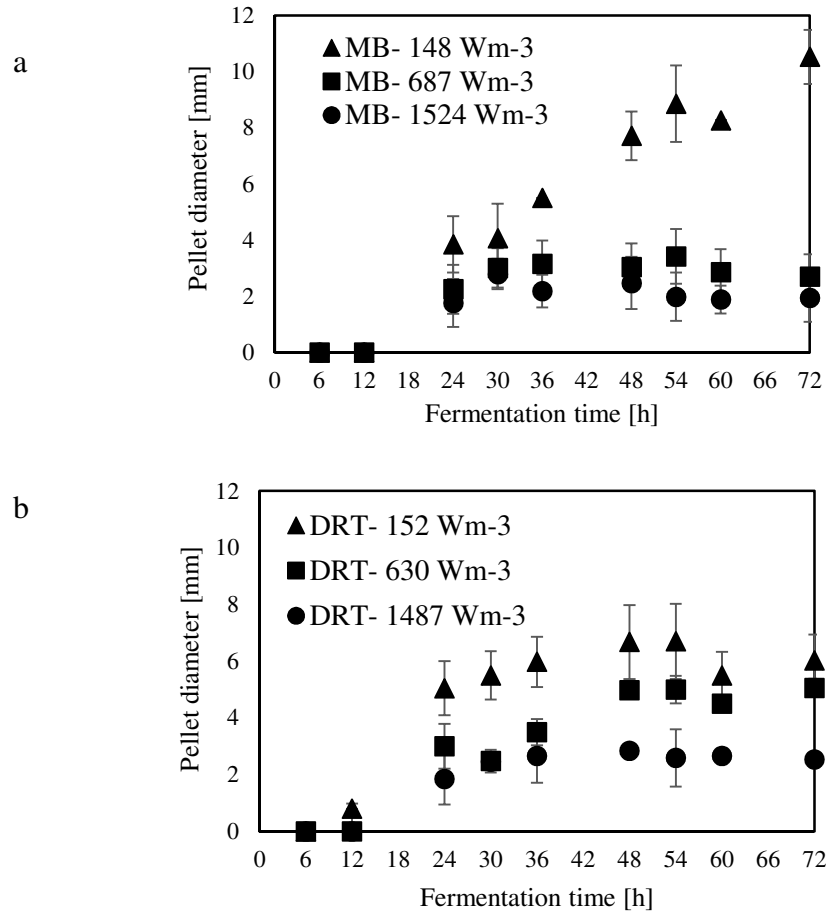 a
12
10
8
6
4
2
0
Pellet diameter [mm]
MB- 148 Wm-3
MB- 687 Wm-3
MB- 1524 Wm-3
0 6 12 18 24 30 36 42 48 54 60 66 72
Fermentation time [h]
b
12
10
8
6
4
2
0
Pellet diameter [mm]
DRT- 152 Wm-3
DRT- 630 Wm-3
DRT- 1487 Wm-3
0 6 12 18 24 30 36 42 48 54 60 66 72
Fermentation time [h]